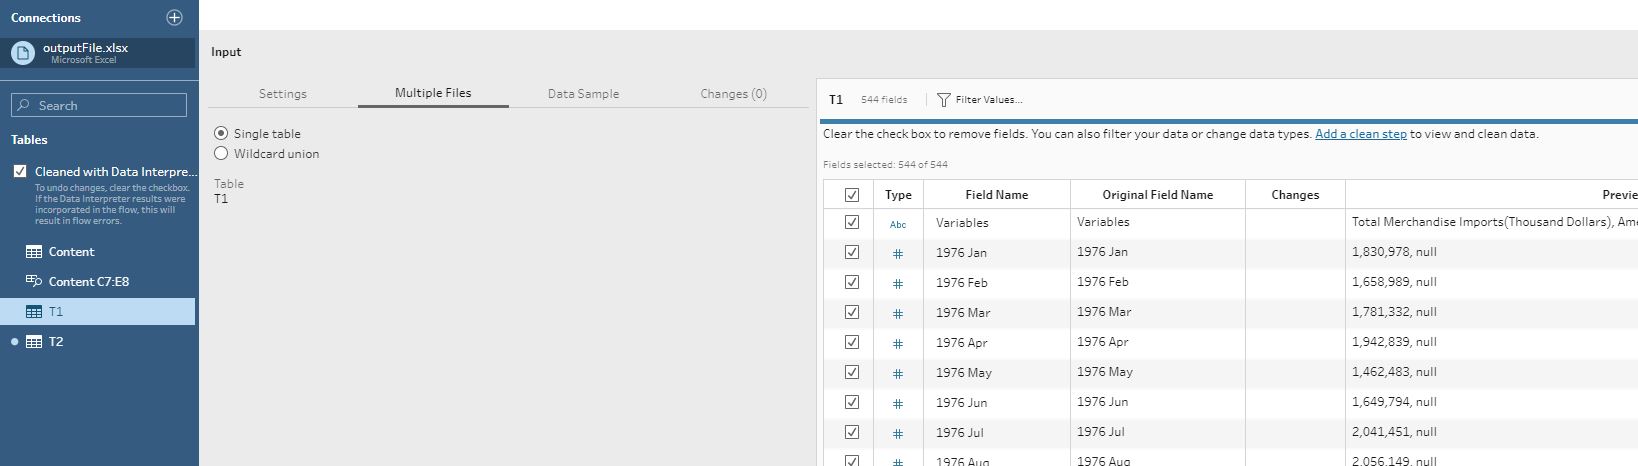 Connections
outputFile.xlsx
Microsoft Excel
Search
Tables
Cleaned with Data Interpre...
To undo changes, clear the checkbox.
If the Data Interpreter results were
incorporated in the flow, this will
result in flow errors.
Content
Content C7:E8
T1
T2
Input
Settings Multiple Files Data Sample Changes (0)
Single table
Wildcard union
Table
T1
T1 544 fields Filter Values...
Clear the check box to remove fields. You can also filter your data or change data types. Add a clean step to view and clean data.
Fields selected: 544 of 544
Type Field Name Original Field Name Changes Previe
Abc Variables Variables Total Merchandise Imports(Thousand Dollars), Ame
# 1976 Jan 1976 Jan 1,830,978, null
# 1976 Feb 1976 Feb 1,658,989, null
# 1976 Mar 1976 Mar 1,781,332, null
# 1976 Apr 1976 Apr 1,942,839, null
# 1976 May 1976 May 1,462,483, null
# 1976 Jun 1976 Jun 1,649,794, null
# 1976 Jul 1976 Jul 2,041,451, null
# 1976 Aug 1976 Aug 2,056,149, null